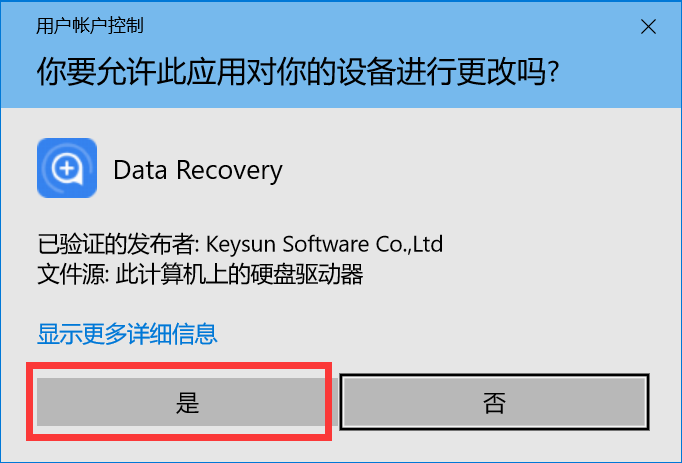 用户帐户控制
你要允许此应用对你的设备进行更改吗?
Data Recovery
已验证的发布者: Keysun Software Co.,Ltd
文件源: 此计算机上的硬盘驱动器
显示更多详细信息
是
否